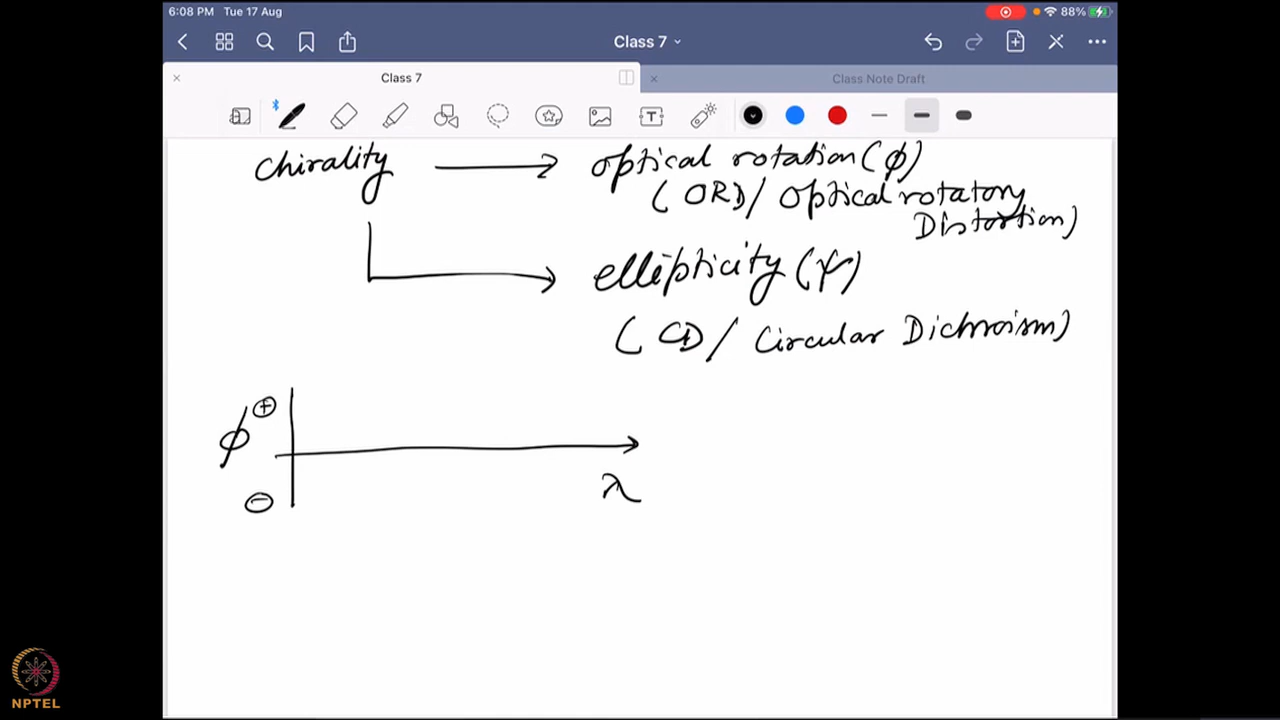 6:08 PM Tue 17 Aug
88%
Class 7
Class 7
Class Note Draft
T
chirality → optical rotation (ϕ)
( ORD/ Optical rotatory
Distortion)
ellipticity (ψ)
( CD/ Circular Dichroism)
ϕ
+
−
λ
NPTEL